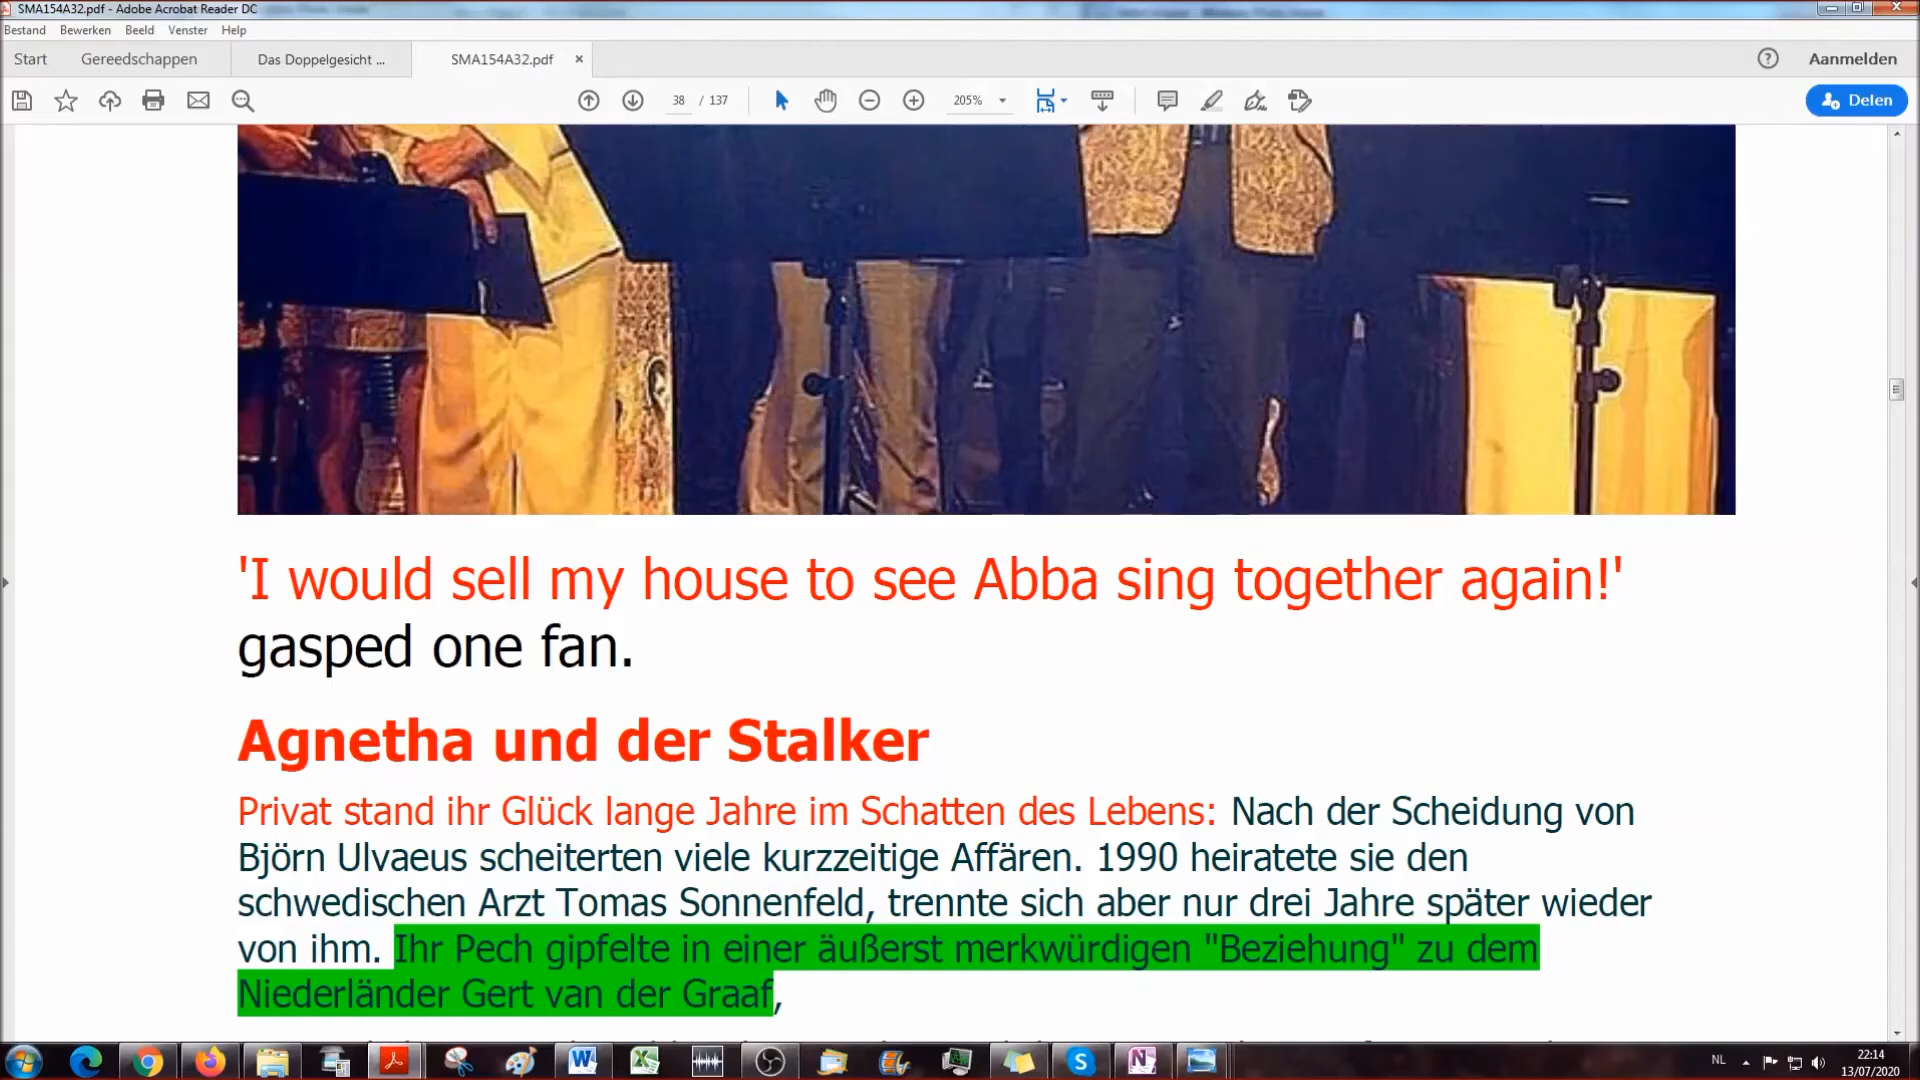 SMA154A32.pdf - Adobe Acrobat Reader DC
Bestand Bewerken Beeld Venster Help
Start Gereedschappen Das Doppelgesicht ... SMA154A32.pdf × ? Aanmelden
38 / 137 205% Delen
'I would sell my house to see Abba sing together again!'
gasped one fan.
Agnetha und der Stalker
Privat stand ihr Glück lange Jahre im Schatten des Lebens: Nach der Scheidung von
Björn Ulvaeus scheiterten viele kurzzeitige Affären. 1990 heiratete sie den
schwedischen Arzt Tomas Sonnenfeld, trennte sich aber nur drei Jahre später wieder
von ihm. Ihr Pech gipfelte in einer äußerst merkwürdigen "Beziehung" zu dem
Niederländer Gert van der Graaf,
NL 22:14
13/07/2020